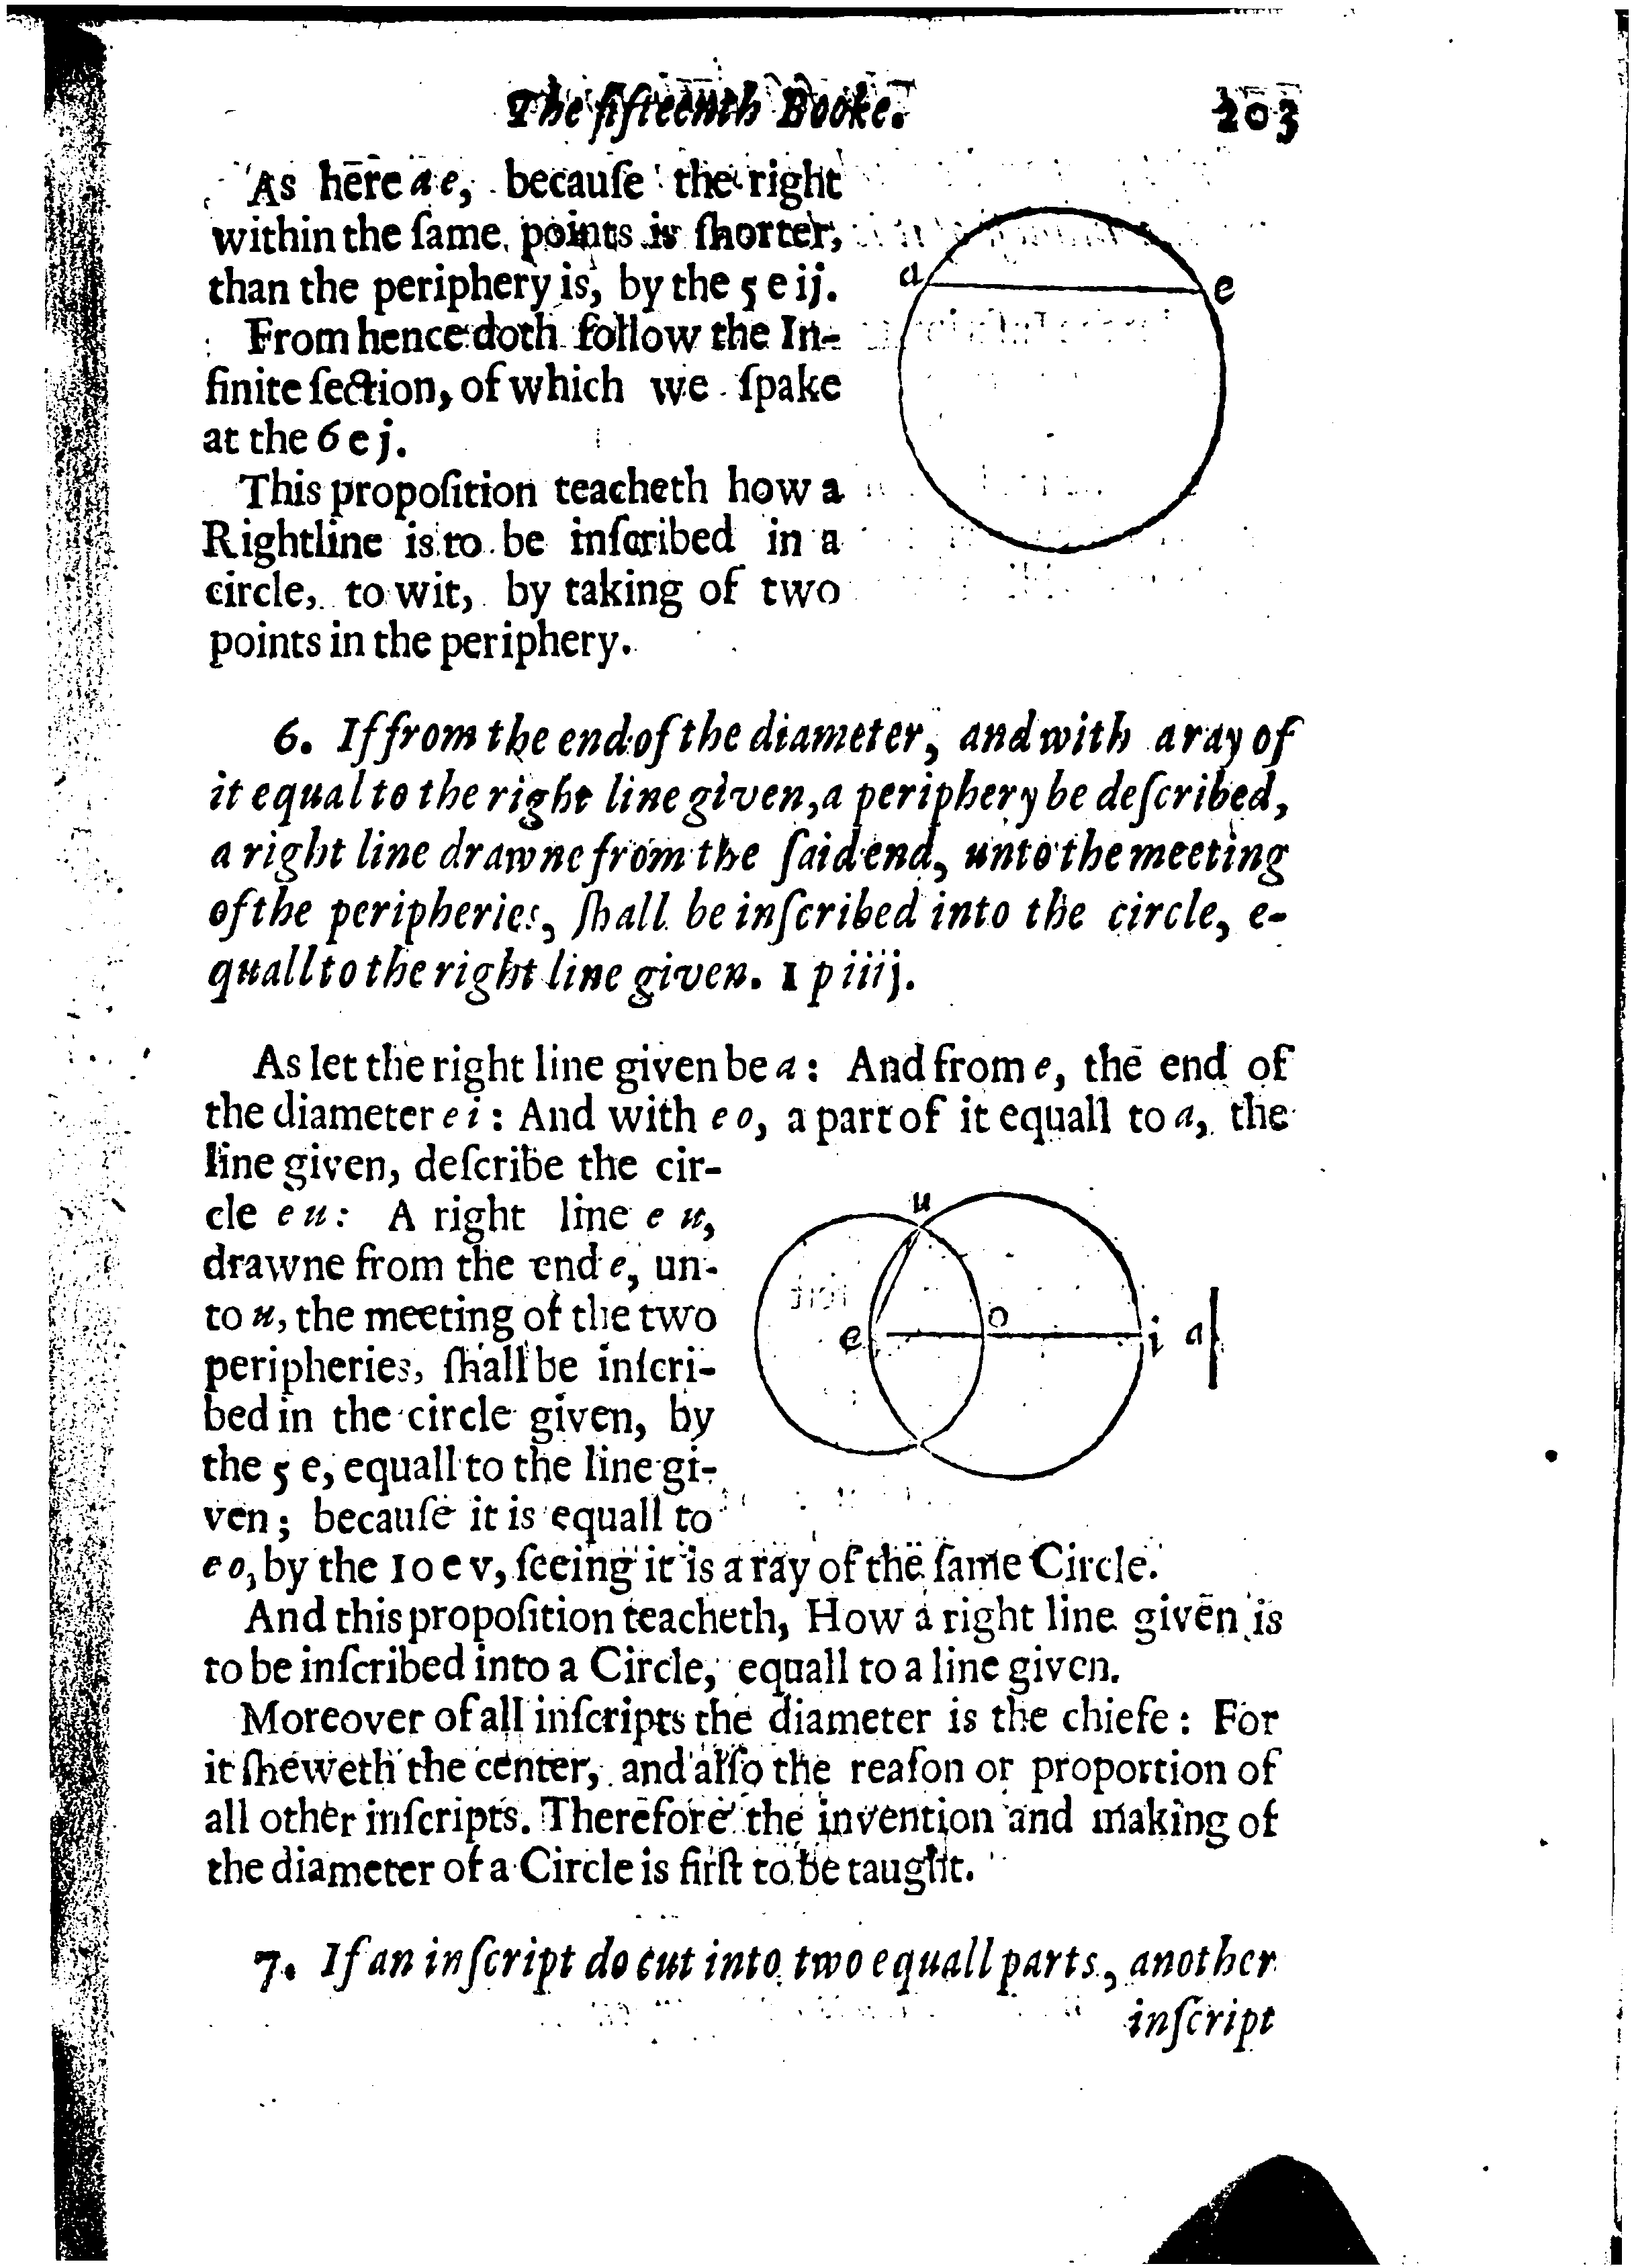 The fifteenth Booke. 203
As here a e, becauſe the right
within the ſame points is ſhorter,
than the periphery is, by the 5 e ij.
From hence doth follow the In-
finite ſection, of which we ſpake
at the 6 e j.
This propoſition teacheth how a
Rightline is to be inſcribed in a
circle, to wit, by taking of two
points in the periphery.
a
e
6. If from the end of the diameter, and with a ray of
it equal to the right line given, a periphery be deſcribed,
a right line drawne from the ſaid end, unto the meeting
of the peripheries, ſhall be inſcribed into the circle, e-
quall to the right line given. 1 p iiij.
As let the right line given be a: And from e, the end of
the diameter e i: And with e o, a part of it equall to a, the
line given, deſcribe the cir-
cle e u: A right line e u,
drawne from the end e, un-
to u, the meeting of the two
peripheries, ſhall be inſcri-
bed in the circle given, by
the 5 e, equall to the line gi-
ven; becauſe it is equall to
u
e
o
i
a
e o, by the 10 e v, ſeeing it is a ray of the ſame Circle.
And this propoſition teacheth, How a right line given is
to be inſcribed into a Circle, equall to a line given.
Moreover of all inſcripts the diameter is the chiefe: For
it ſheweth the center, and alſo the reaſon or proportion of
all other inſcripts. Therefore the invention and making of
the diameter of a Circle is firſt to be taught.
7. If an inſcript do cut into two equall parts, another
inſcript